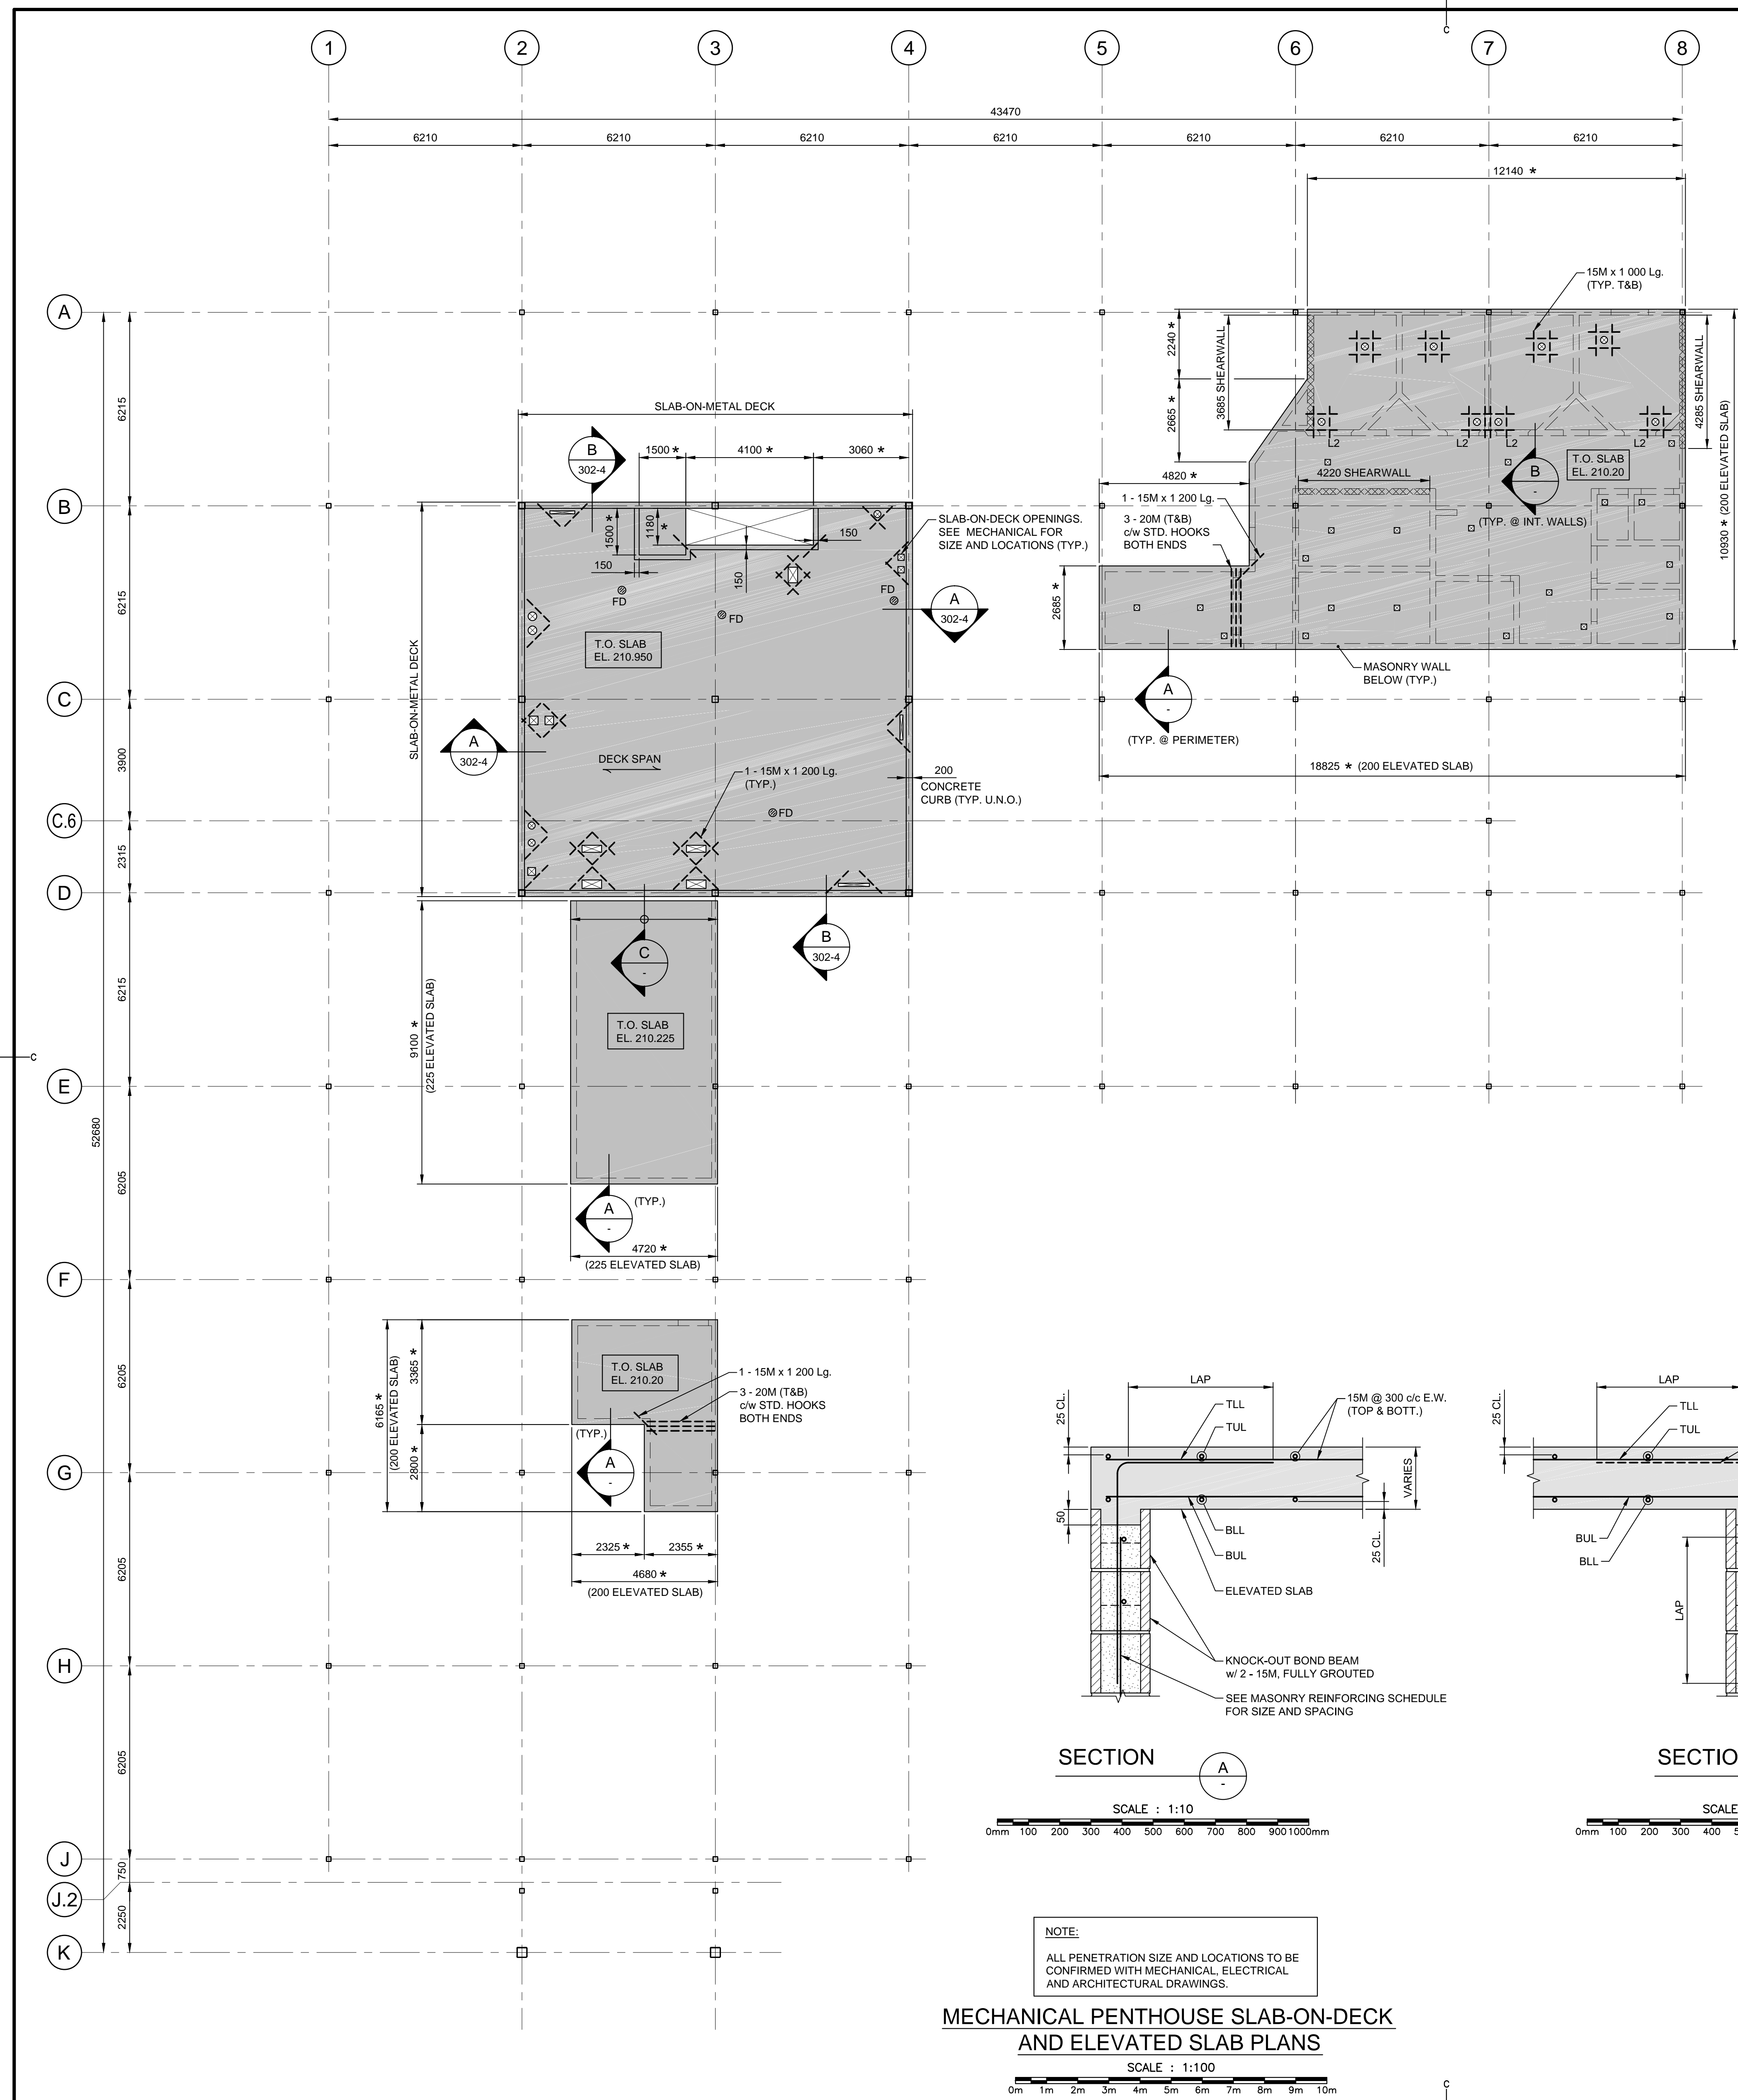 C
1
2
3
4
5
6
7
8
43470
6210
6210
6210
6210
6210
6210
6210
12140 *
15M x 1 000 Lg.
(TYP. T&B)
A
B
C
C.6
D
E
F
G
H
J
J.2
K
6215
6215
3900
2315
6215
6205
6205
6205
6205
750
2250
52680
C
SLAB-ON-METAL DECK
B
302-4
1500 *
4100 *
3060 *
SLAB-ON-METAL DECK
1500 *
1180 *
150
150
150
SLAB-ON-DECK OPENINGS.
SEE MECHANICAL FOR
SIZE AND LOCATIONS (TYP.)
FD
FD
FD
A
302-4
T.O. SLAB
EL. 210.950
A
302-4
DECK SPAN
1 - 15M x 1 200 Lg.
(TYP.)
200
CONCRETE
CURB (TYP. U.N.O.)
FD
B
302-4
C
-
T.O. SLAB
EL. 210.225
9100 *
(225 ELEVATED SLAB)
A
-
(TYP.)
4720 *
(225 ELEVATED SLAB)
2240 *
2665 *
3685 SHEARWALL
4285 SHEARWALL
10930 * (200 ELEVATED SLAB)
L2
L2
L2
L2
T.O. SLAB
EL. 210.20
4220 SHEARWALL
B
-
(TYP. @ INT. WALLS)
4820 *
1 - 15M x 1 200 Lg.
3 - 20M (T&B)
c/w STD. HOOKS
BOTH ENDS
2685 *
MASONRY WALL
BELOW (TYP.)
A
-
(TYP. @ PERIMETER)
18825 * (200 ELEVATED SLAB)
6165 *
(200 ELEVATED SLAB)
3365 *
2800 *
T.O. SLAB
EL. 210.20
1 - 15M x 1 200 Lg.
3 - 20M (T&B)
c/w STD. HOOKS
BOTH ENDS
(TYP.)
A
-
2325 *
2355 *
4680 *
(200 ELEVATED SLAB)
25 CL.
LAP
TLL
TUL
15M @ 300 c/c E.W.
(TOP & BOTT.)
VARIES
50
25 CL.
BLL
BUL
ELEVATED SLAB
KNOCK-OUT BOND BEAM
w/ 2 - 15M, FULLY GROUTED
SEE MASONRY REINFORCING SCHEDULE
FOR SIZE AND SPACING
SECTION
A
-
SCALE : 1:10
0mm 100 200 300 400 500 600 700 800 900 1000mm
25 CL.
LAP
TLL
TUL
BUL
BLL
LAP
SECTIO
SCALE
0mm 100 200 300 400
NOTE:
ALL PENETRATION SIZE AND LOCATIONS TO BE
CONFIRMED WITH MECHANICAL, ELECTRICAL
AND ARCHITECTURAL DRAWINGS.
MECHANICAL PENTHOUSE SLAB-ON-DECK
AND ELEVATED SLAB PLANS
SCALE : 1:100
0m 1m 2m 3m 4m 5m 6m 7m 8m 9m 10m
C